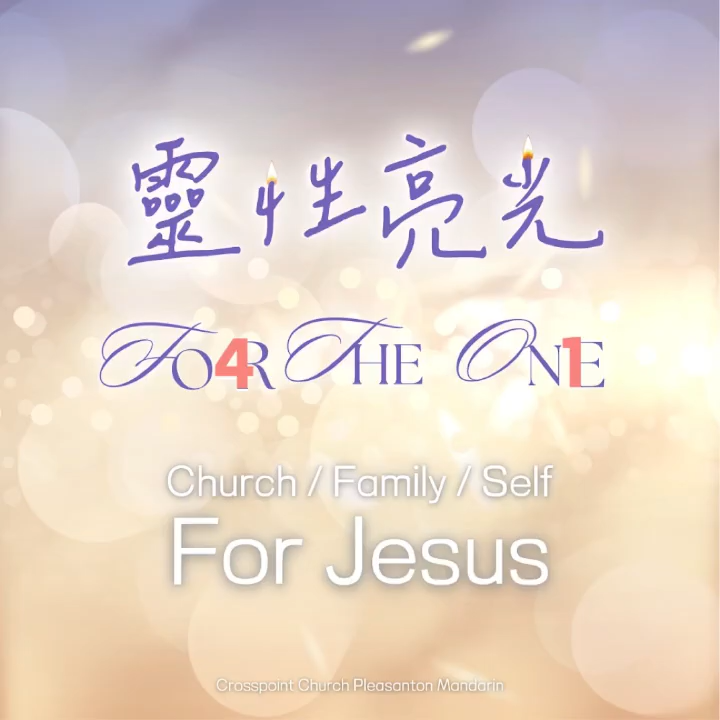 靈性亮光
FO4R THE ON1E
Church / Family / Self
For Jesus
Crosspoint Church Pleasanton Mandarin